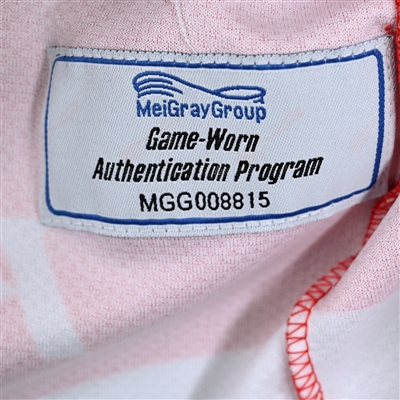 MeiGrayGroup
Game-Worn
Authentication Program
MGG008815